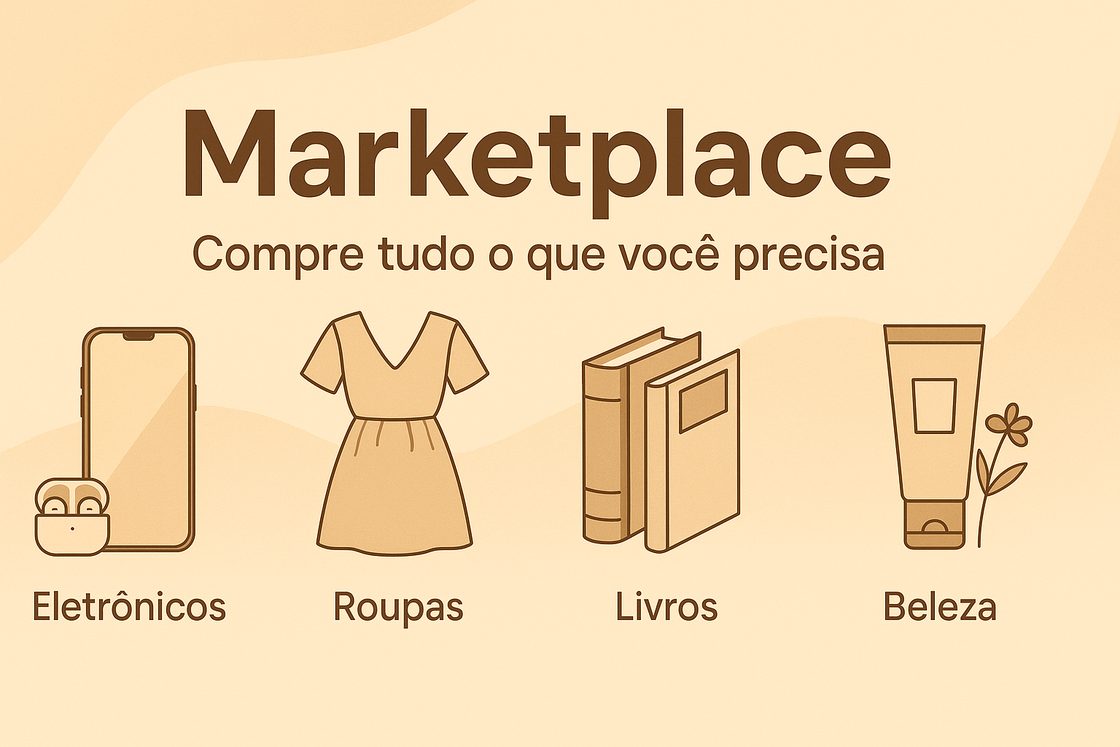 Marketplace
Compre tudo o que você precisa
Eletrônicos
Roupas
Livros
Beleza